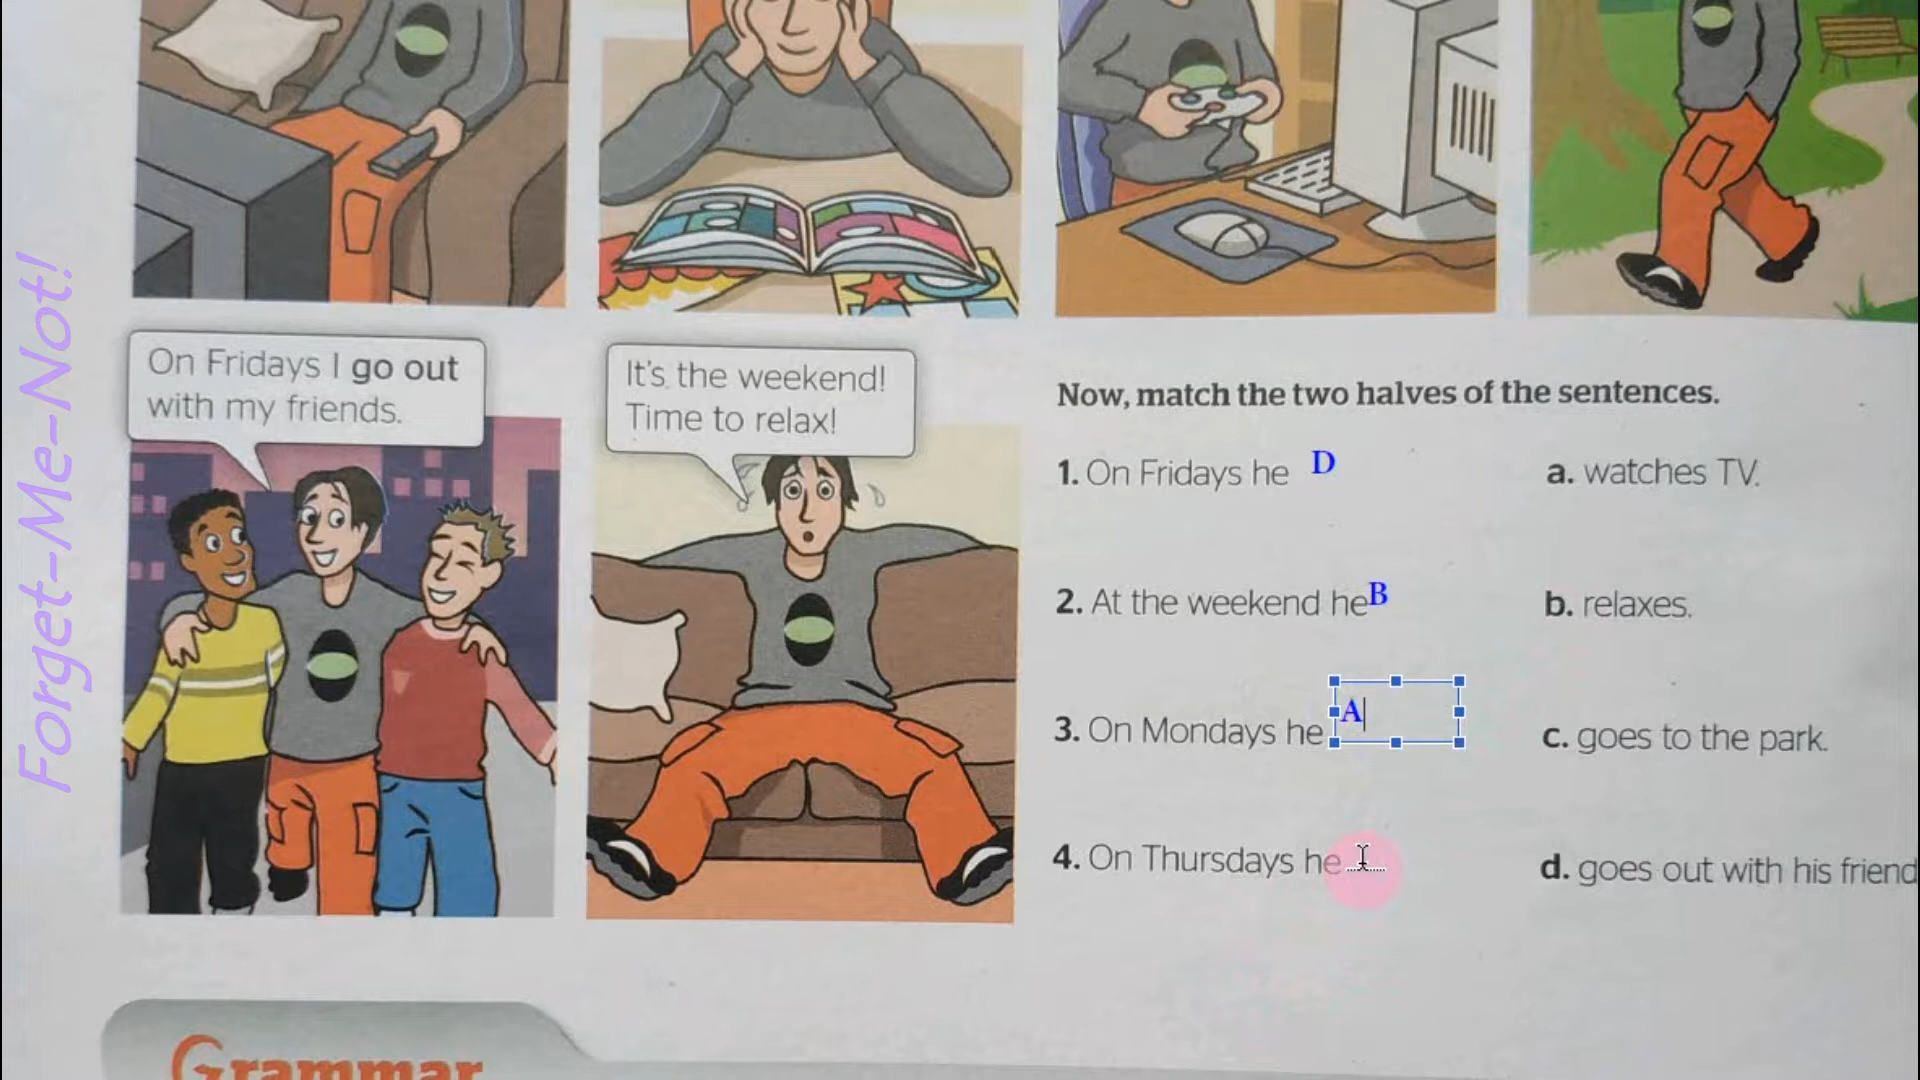 Forget-Me-Not!
On Fridays I go out
with my friends.
It's the weekend!
Time to relax!
Now, match the two halves of the sentences.
1. On Fridays he D
a. watches TV.
2. At the weekend he B
b. relaxes.
3. On Mondays he A
c. goes to the park.
4. On Thursdays he ......
d. goes out with his friend
Grammar